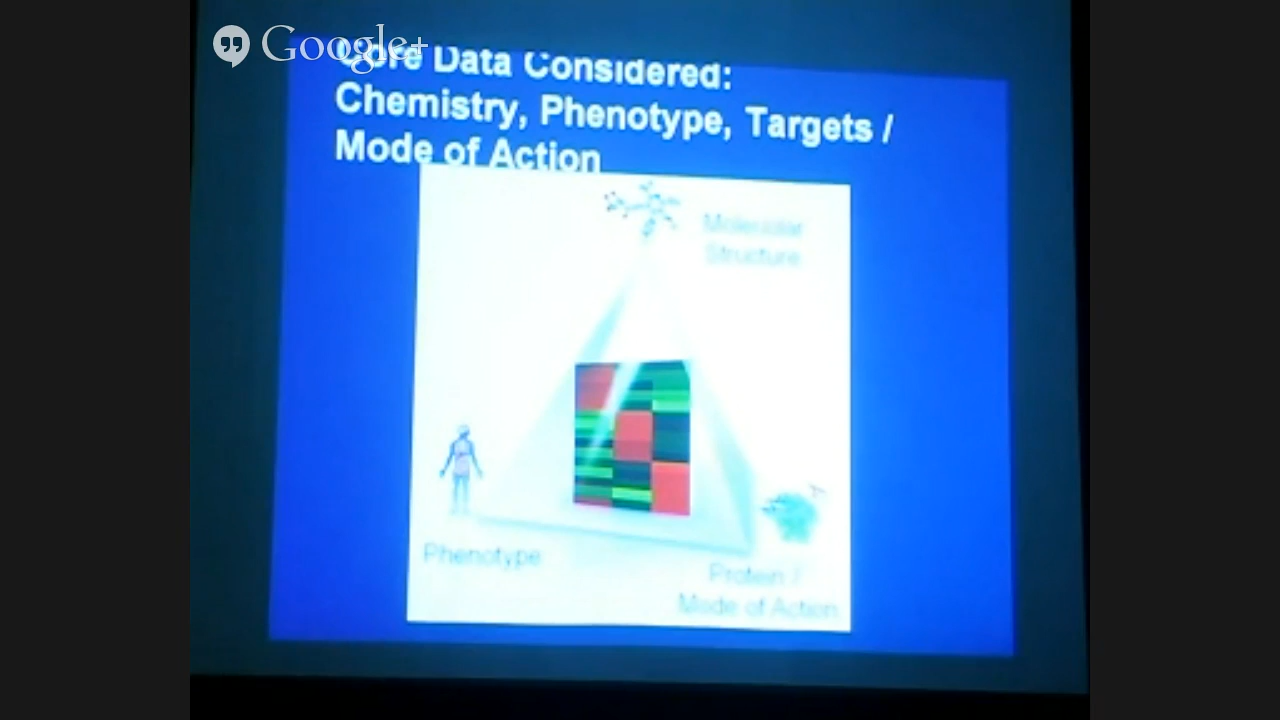 Google+
Core Data Considered:
Chemistry, Phenotype, Targets /
Mode of Action
Molecular
Structure
Phenotype
Protein /
Mode of Action